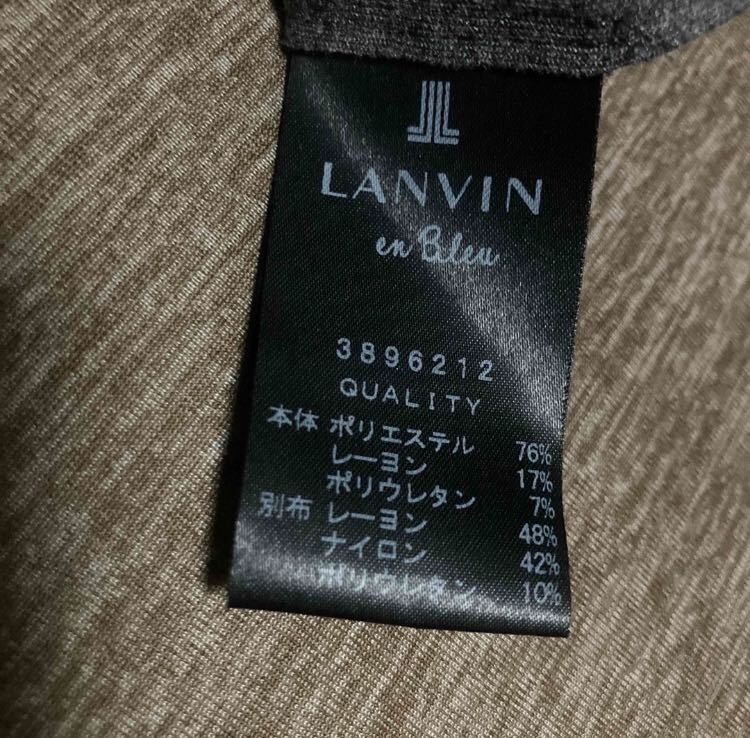 LANVIN
en Bleu
3896212
QUALITY
本体 ポリエステル 76%
レーヨン 17%
ポリウレタン 7%
別布 レーヨン 48%
ナイロン 42%
ポリウレタン 10%